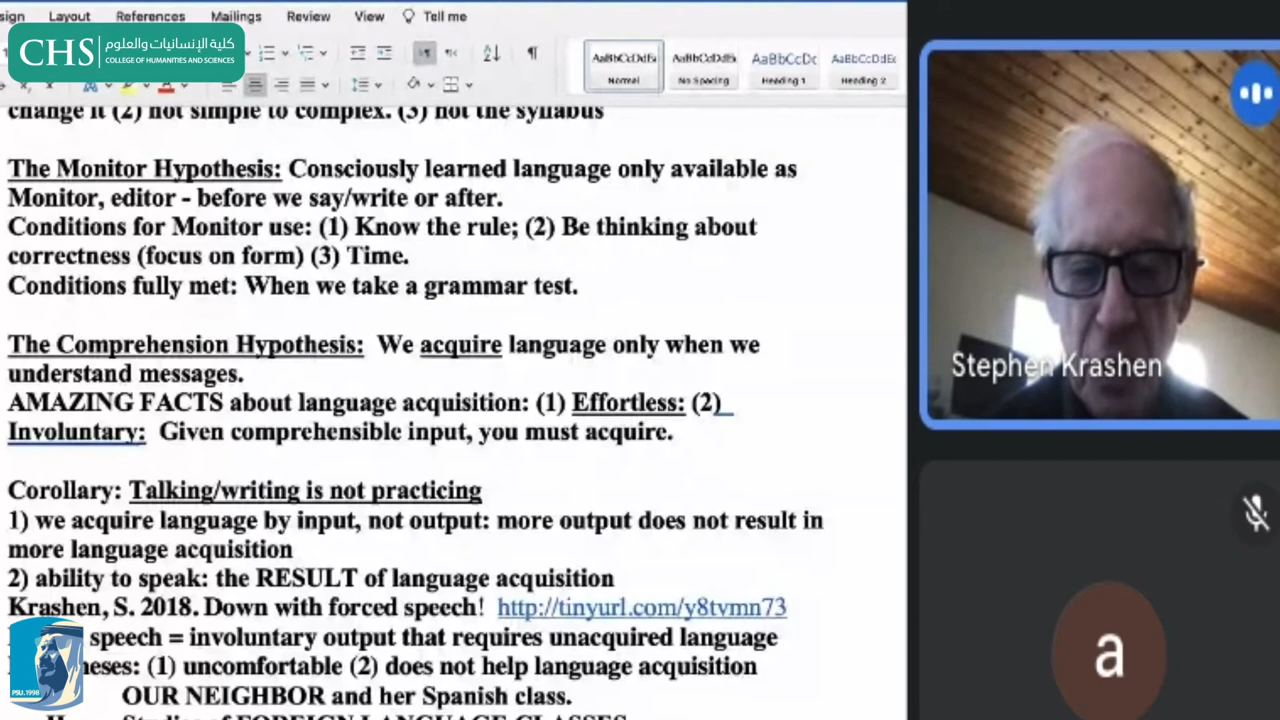 sign Layout References Mailings Review View Tell me
CHS
كلية الإنسانيات والعلوم
COLLEGE OF HUMANITIES AND SCIENCES
AaBbCcDdEe AaBbCcDdEe AaBbCcDc AaBbCcDdEe
Normal No Spacing Heading 1 Heading 2
change it (2) not simple to complex. (3) not the syllabus
The Monitor Hypothesis: Consciously learned language only available as
Monitor, editor - before we say/write or after.
Conditions for Monitor use: (1) Know the rule; (2) Be thinking about
correctness (focus on form) (3) Time.
Conditions fully met: When we take a grammar test.
The Comprehension Hypothesis: We acquire language only when we
understand messages.
AMAZING FACTS about language acquisition: (1) Effortless: (2)
Involuntary: Given comprehensible input, you must acquire.
Corollary: Talking/writing is not practicing
1) we acquire language by input, not output: more output does not result in
more language acquisition
2) ability to speak: the RESULT of language acquisition
Krashen, S. 2018. Down with forced speech! http://tinyurl.com/y8tvmn73
speech = involuntary output that requires unacquired language
heses: (1) uncomfortable (2) does not help language acquisition
OUR NEIGHBOR and her Spanish class.
Studies of FOREIGN LANGUAGE CLASSES
PSU.1998
Stephen Krashen
a